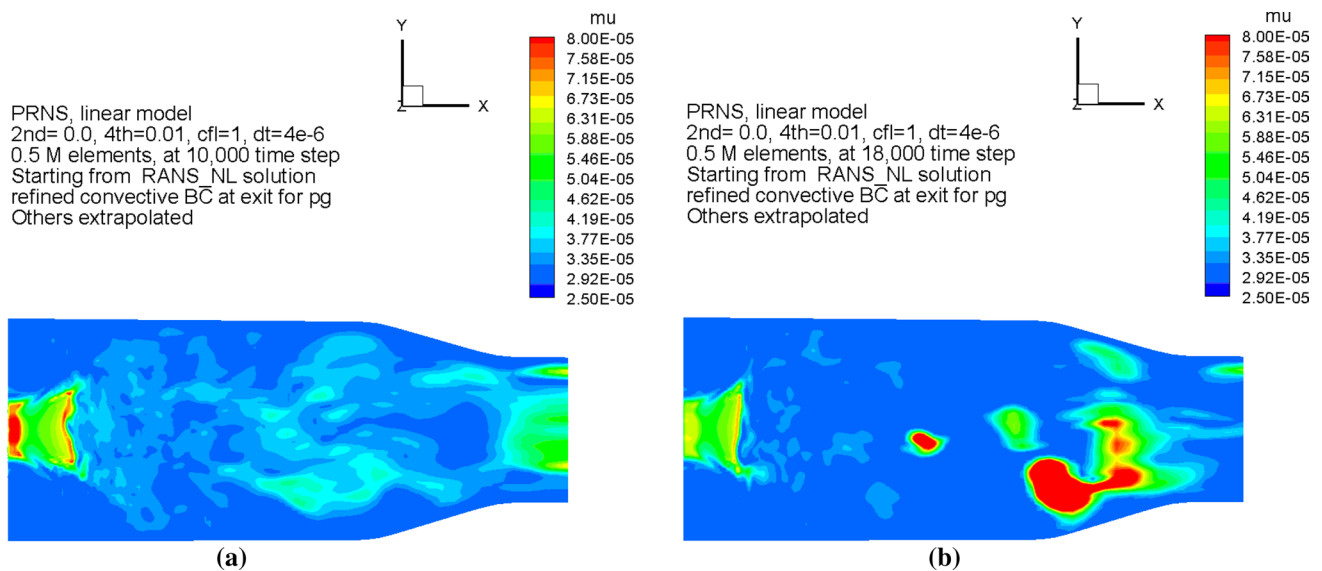 Y
Z
X
PRNS, linear model
2nd= 0.0, 4th=0.01, cfl=1, dt=4e-6
0.5 M elements, at 10,000 time step
Starting from RANS_NL solution
refined convective BC at exit for pg
Others extrapolated
mu
8.00E-05
7.58E-05
7.15E-05
6.73E-05
6.31E-05
5.88E-05
5.46E-05
5.04E-05
4.62E-05
4.19E-05
3.77E-05
3.35E-05
2.92E-05
2.50E-05
(a)
Y
Z
X
PRNS, linear model
2nd= 0.0, 4th=0.01, cfl=1, dt=4e-6
0.5 M elements, at 18,000 time step
Starting from RANS_NL solution
refined convective BC at exit for pg
Others extrapolated
mu
8.00E-05
7.58E-05
7.15E-05
6.73E-05
6.31E-05
5.88E-05
5.46E-05
5.04E-05
4.62E-05
4.19E-05
3.77E-05
3.35E-05
2.92E-05
2.50E-05
(b)